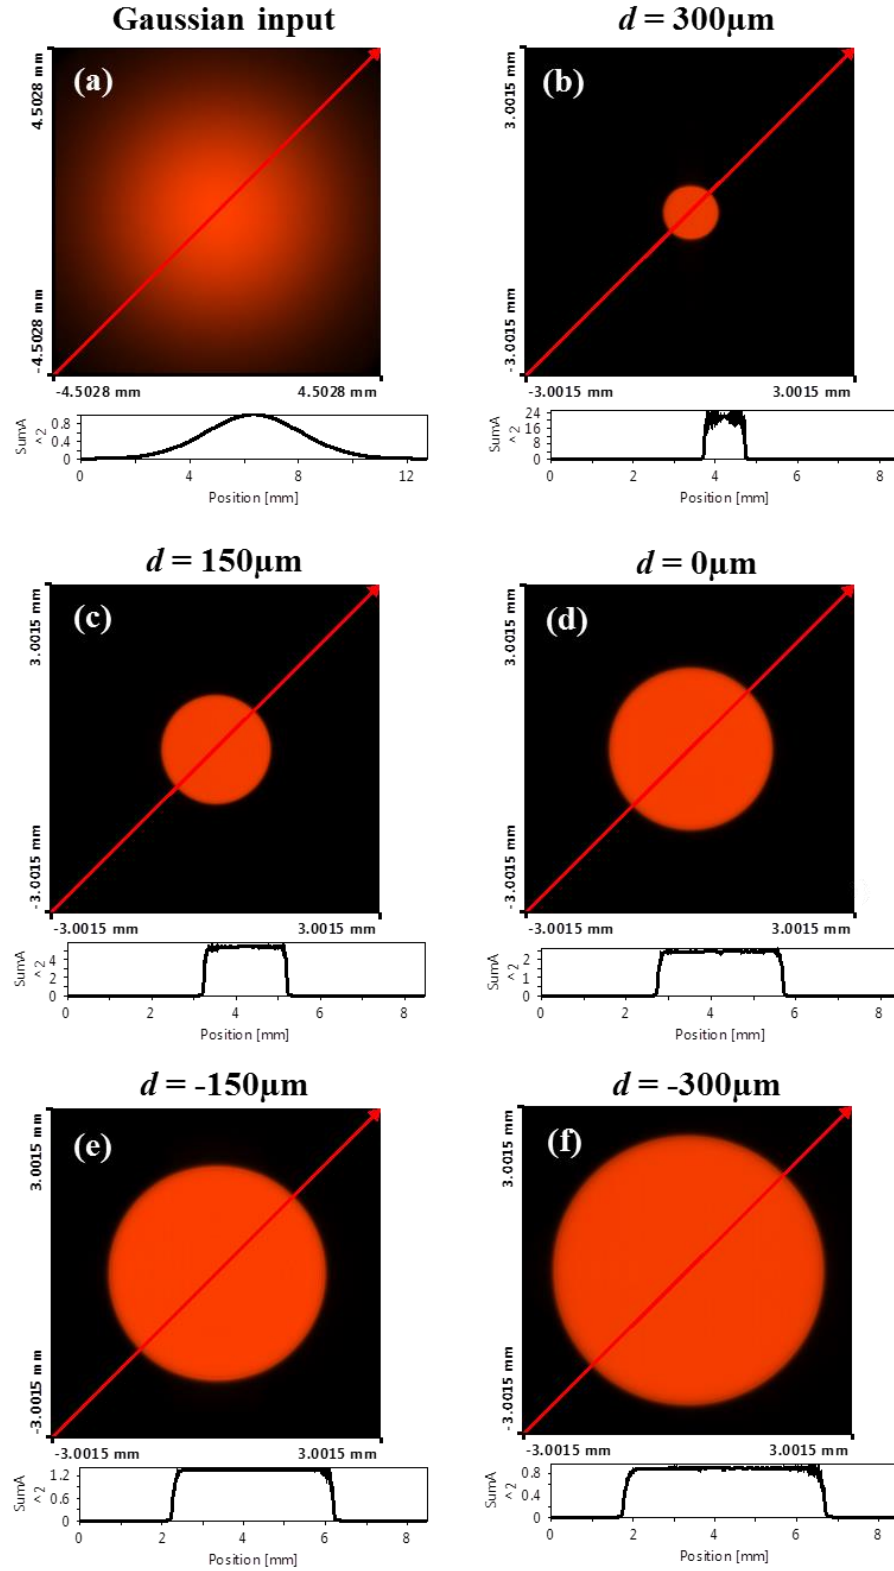 Gaussian input
d = 300μm
(a)
4.5028 mm
-4.5028 mm
-4.5028 mm 4.5028 mm
SumA
^2
0.8
0.4
0
0 4 8 12
Position [mm]
(b)
3.0015 mm
-3.0015 mm
-3.0015 mm 3.0015 mm
SumA
^2
24
16
8
0
0 2 4 6 8
Position [mm]
d = 150μm
d = 0μm
(c)
3.0015 mm
-3.0015 mm
-3.0015 mm 3.0015 mm
SumA
^2
4
2
0
0 2 4 6 8
Position [mm]
(d)
3.0015 mm
-3.0015 mm
-3.0015 mm 3.0015 mm
SumA
^2
2
1
0
0 2 4 6 8
Position [mm]
d = -150μm
d = -300μm
(e)
3.0015 mm
-3.0015 mm
-3.0015 mm 3.0015 mm
SumA
^2
1.2
0.6
0
0 2 4 6 8
Position [mm]
(f)
3.0015 mm
-3.0015 mm
-3.0015 mm 3.0015 mm
SumA
^2
0.8
0.4
0
0 2 4 6 8
Position [mm]